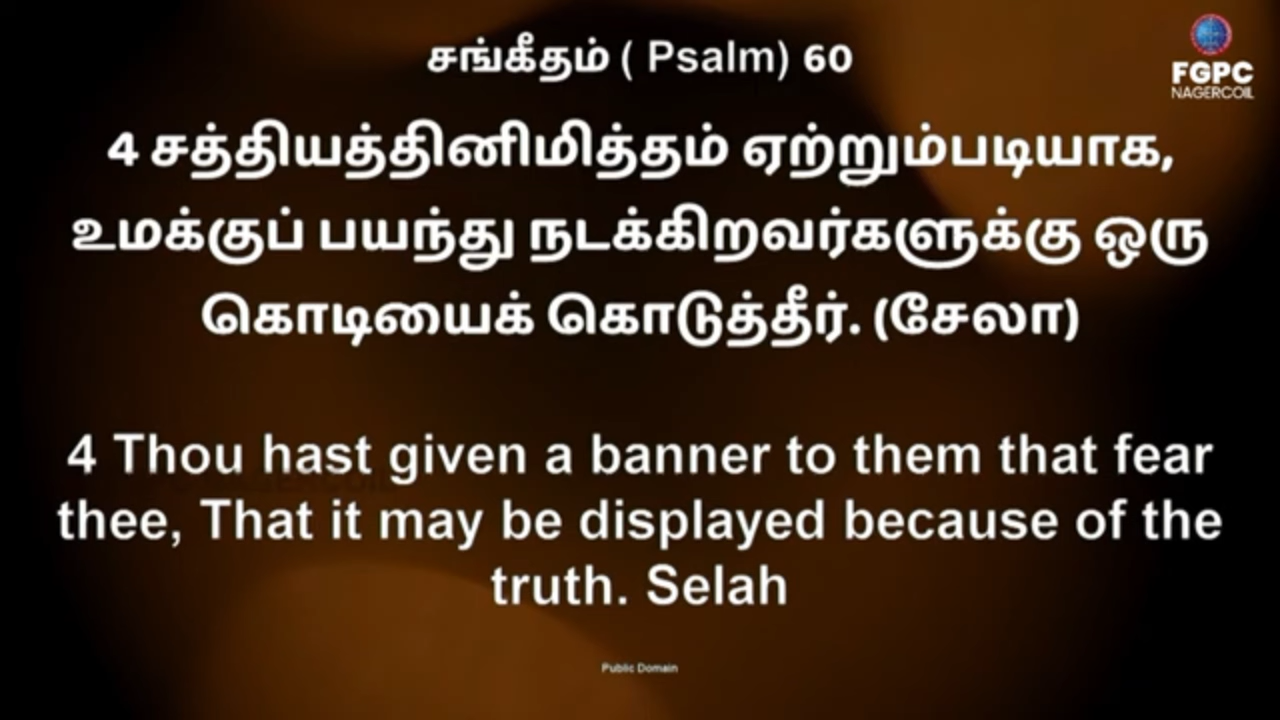 சங்கீதம் ( Psalm) 60
FGPC
NAGERCOIL
4 சத்தியத்தினிமித்தம் ஏற்றும்படியாக,
உமக்குப் பயந்து நடக்கிறவர்களுக்கு ஒரு
கொடியைக் கொடுத்தீர். (சேலா)
4 Thou hast given a banner to them that fear
thee, That it may be displayed because of the
truth. Selah
Public Domain